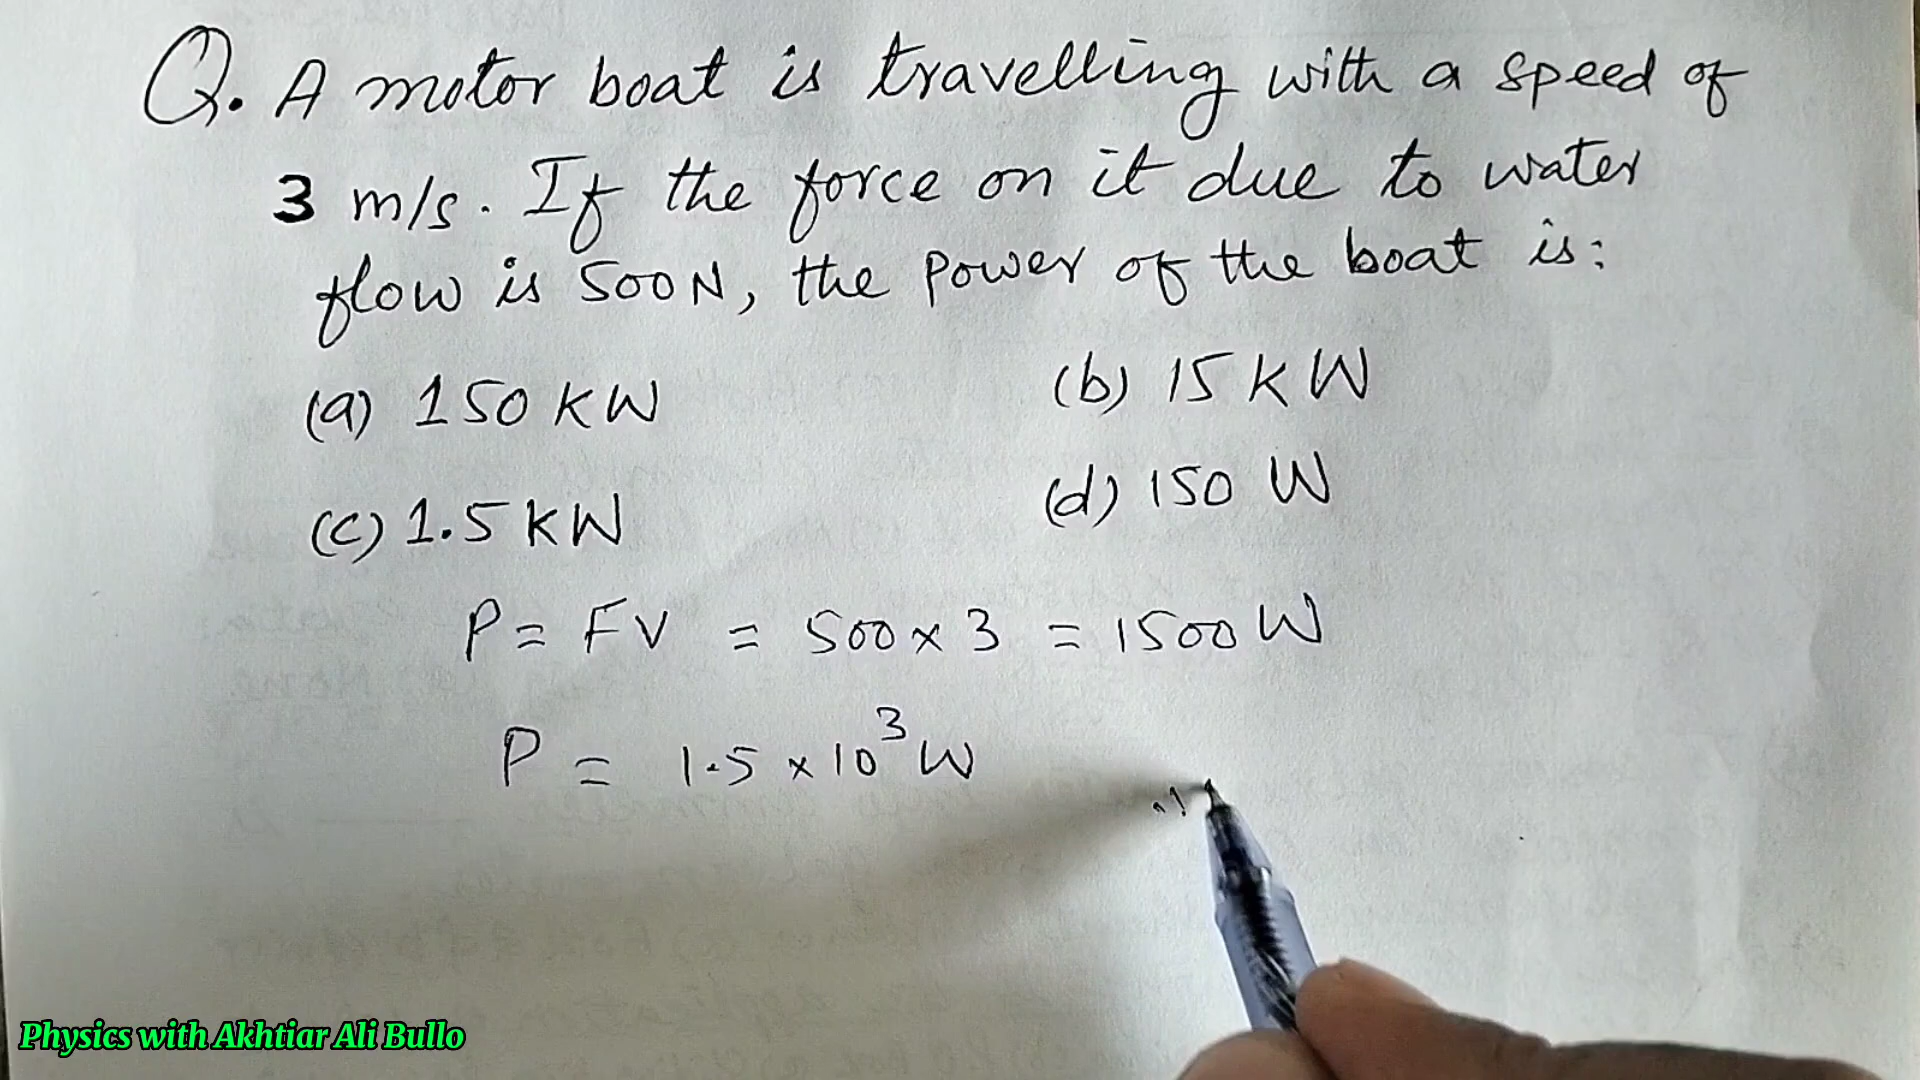 Q. A motor boat is travelling with a speed of
3 m/s. If the force on it due to water
flow is 500N, the power of the boat is:
(a) 150 KW
(b) 15 KW
(c) 1.5 KW
(d) 150 W
P = FV = 500 × 3 = 1500 W
P = 1.5 × 10³ W
Physics with Akhtiar Ali Bullo